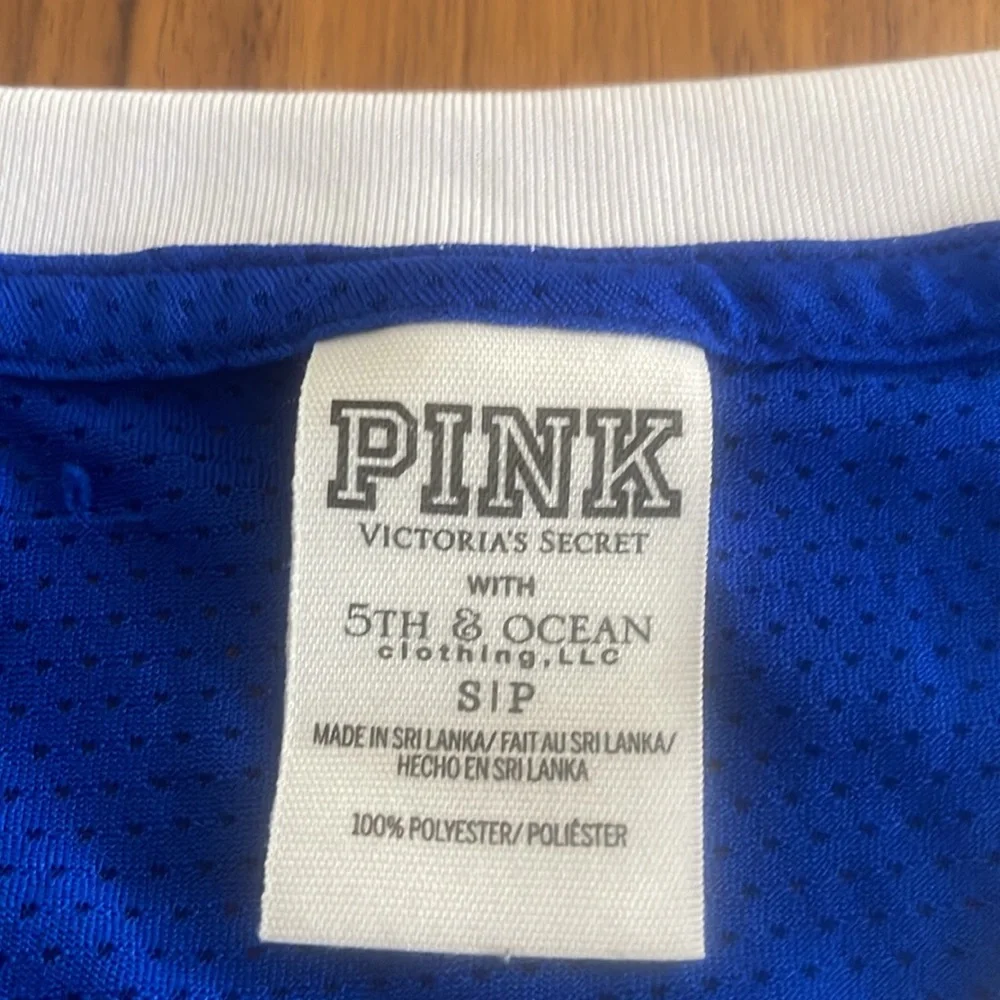 PINK
VICTORIA'S SECRET
WITH
5TH & OCEAN
clothing,LLC
S|P
MADE IN SRI LANKA/ FAIT AU SRI LANKA/
HECHO EN SRI LANKA
100% POLYESTER/ POLIÉSTER